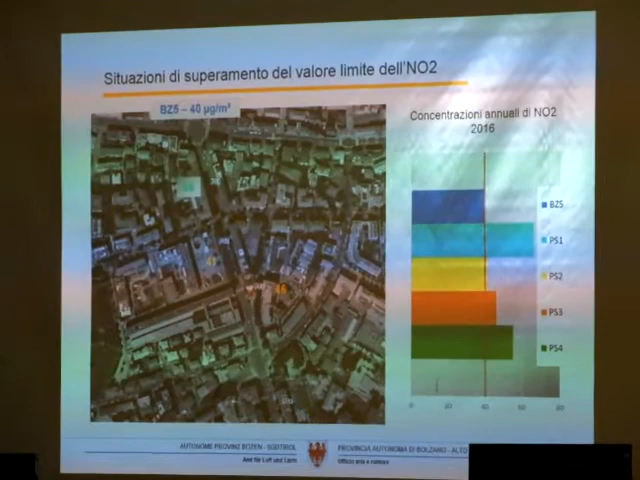 Situazioni di superamento del valore limite dell'NO2
BZ5 – 40 µg/m³
Concentrazioni annuali di NO2
2016
BZ5
PS1
PS2
PS3
PS4
41
46
0
20
40
60
80
AUTONOME PROVINZ BOZEN - SÜDTIROL
Amt für Luft und Lärm
PROVINCIA AUTONOMA DI BOLZANO - ALTO
Ufficio aria e rumore